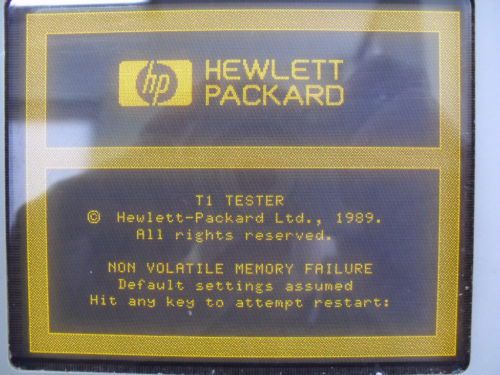 hp HEWLETT
PACKARD
T1 TESTER
© Hewlett-Packard Ltd., 1989.
All rights reserved.
NON VOLATILE MEMORY FAILURE
Default settings assumed
Hit any key to attempt restart: